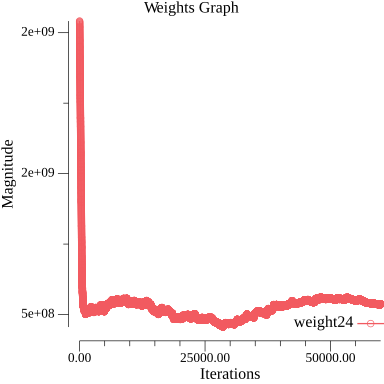 Weights Graph
2e+09
2e+09
5e+08
Magnitude
weight24
0.00 25000.00 50000.00
Iterations